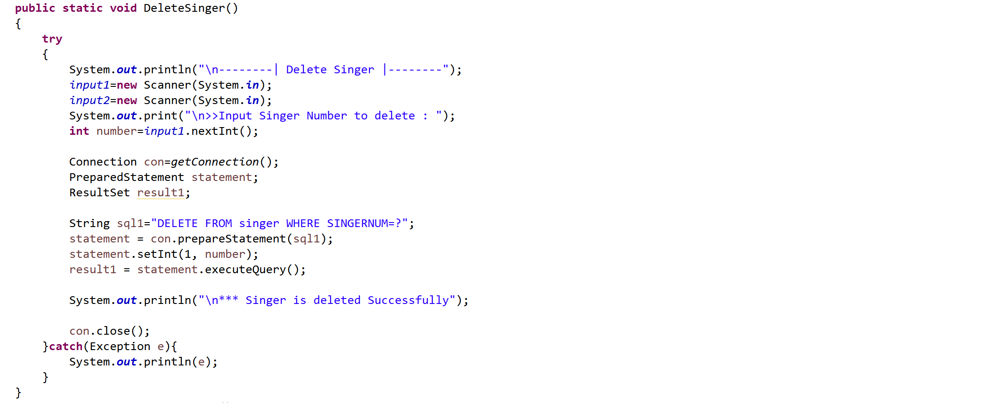 public static void DeleteSinger()
{
    try
    {
        System.out.println("\n--------| Delete Singer |--------");
        input1=new Scanner(System.in);
        input2=new Scanner(System.in);
        System.out.print("\n>>Input Singer Number to delete : ");
        int number=input1.nextInt();

        Connection con=getConnection();
        PreparedStatement statement;
        ResultSet result1;

        String sql1="DELETE FROM singer WHERE SINGERNUM=?";
        statement = con.prepareStatement(sql1);
        statement.setInt(1, number);
        result1 = statement.executeQuery();

        System.out.println("\n*** Singer is deleted Successfully");

        con.close();
    }catch(Exception e){
        System.out.println(e);
    }
}